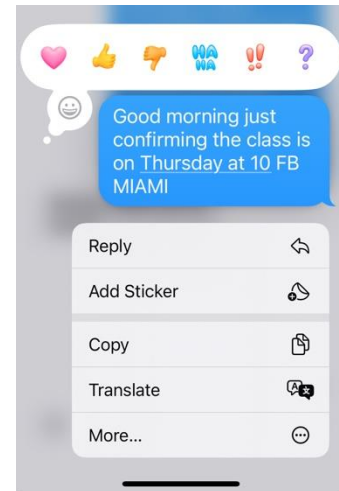 HA
HA
!!
?
Good morning just
confirming the class is
on Thursday at 10 FB
MIAMI
Reply
Add Sticker
Copy
Translate
More...